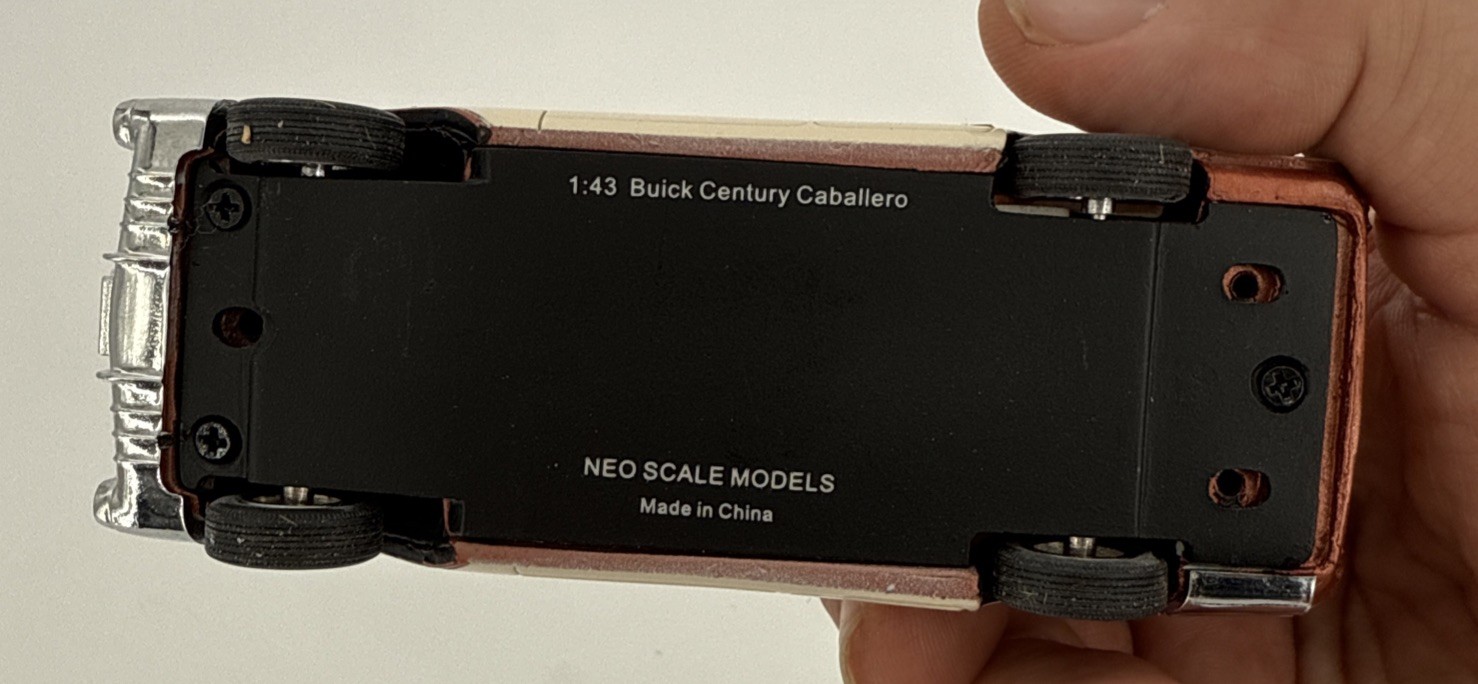 1:43 Buick Century Caballero
NEO SCALE MODELS
Made in China